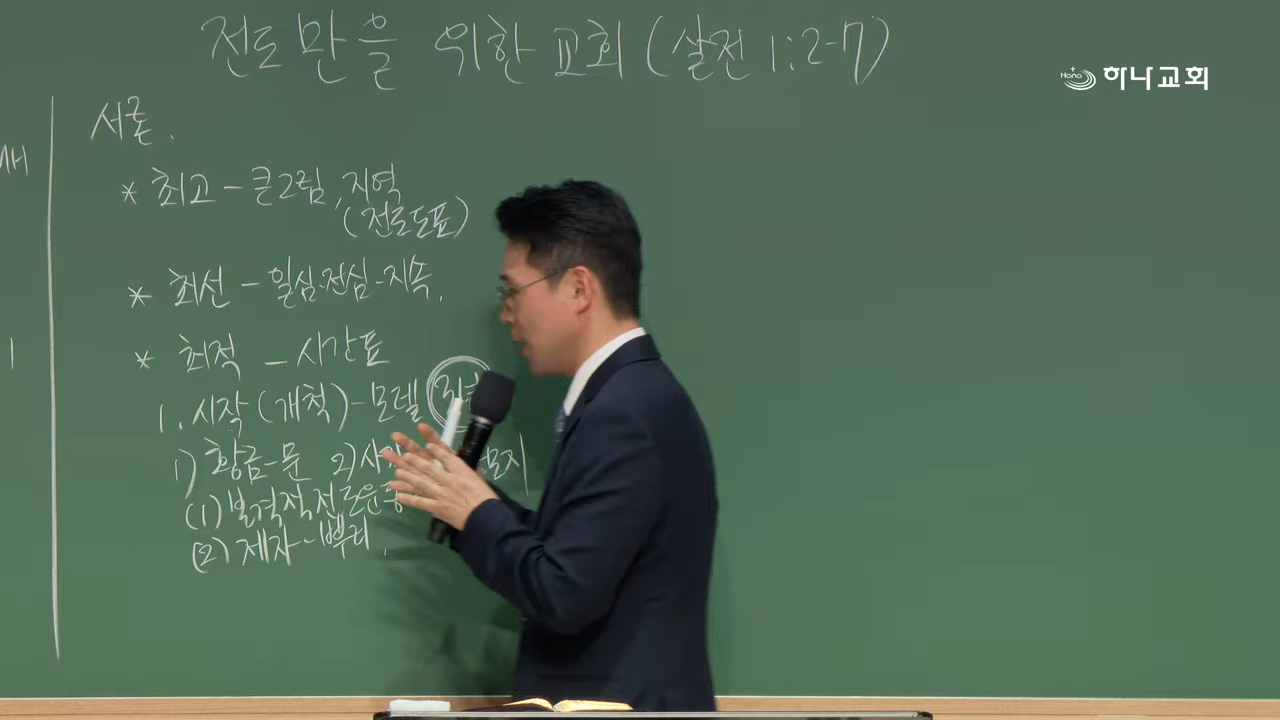 전도만을 위한 교회 (살전 1:2-7)
Hana 하나교회
서론.
* 최고 - 큰그림, 지역
(전도도표)
* 최선 - 일심·전심-지속.
* 최적 - 시간표
1. 시작 (개척) - 모델
1) 황금-문 2)
(1) 본격적전도운동
(2) 제자-뿌리.